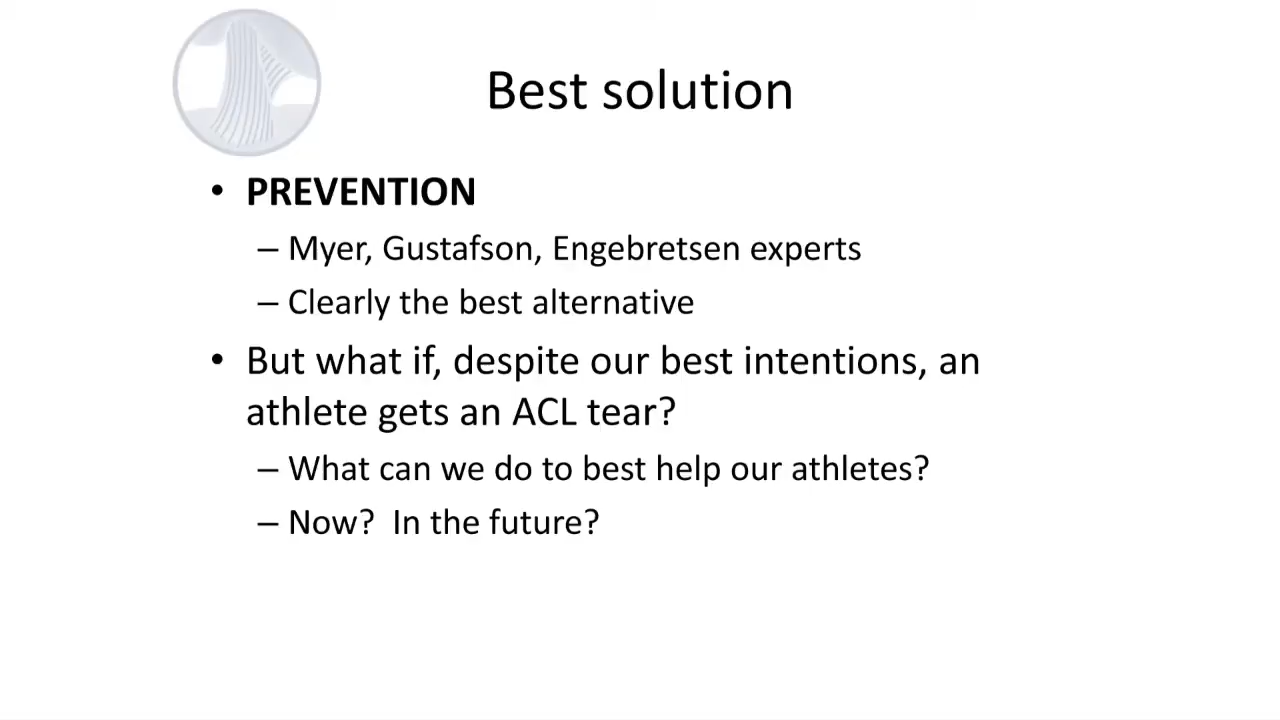 Best solution
• PREVENTION
– Myer, Gustafson, Engebretsen experts
– Clearly the best alternative
• But what if, despite our best intentions, an
athlete gets an ACL tear?
– What can we do to best help our athletes?
– Now?  In the future?